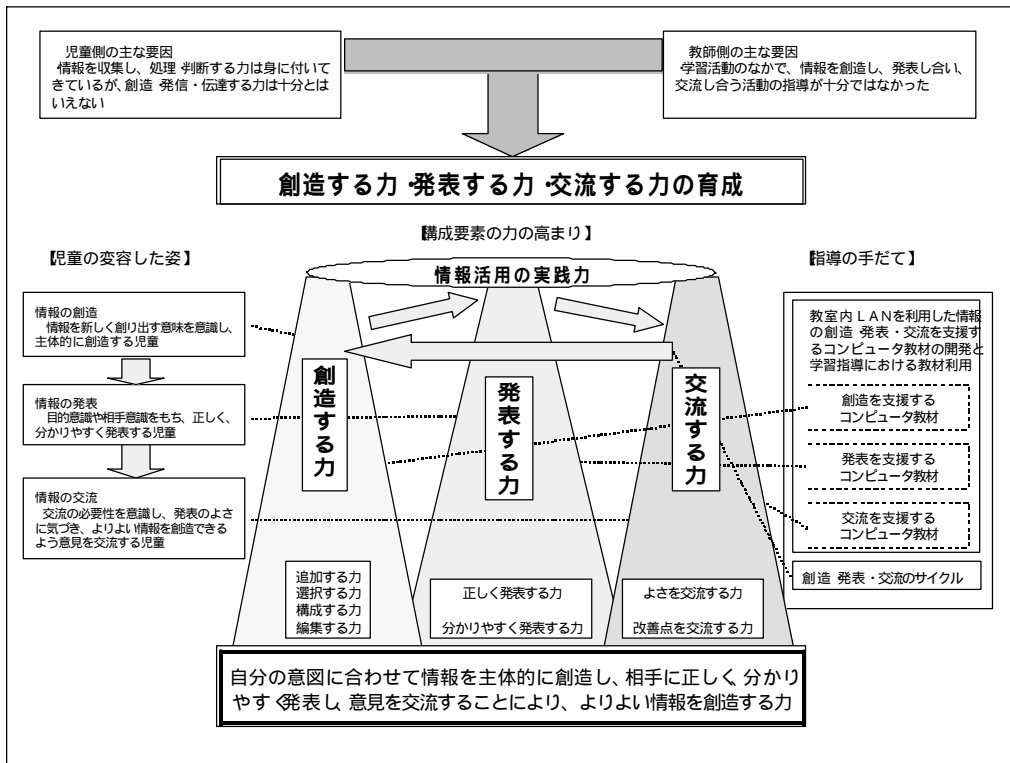 児童側の主な要因
・情報を収集し、処理・判断する力は身に付いて
きているが、創造・発信・伝達する力は十分とは
いえない
教師側の主な要因
・学習活動のなかで、情報を創造し、発表し合い、
交流し合う活動の指導が十分ではなかった
創造する力・発表する力・交流する力の育成
【構成要素の力の高まり】
【児童の変容した姿】
【指導の手だて】
情報活用の実践力
情報の創造
情報を新しく創り出す意味を意識し、
主体的に創造する児童
情報の発表
目的意識や相手意識をもち、正しく、
分かりやすく発表する児童
情報の交流
交流の必要性を意識し、発表のよさ
に気づき、よりよい情報を創造できる
よう意見を交流する児童
創造する力
発表する力
交流する力
教室内LANを利用した情報
の創造・発表・交流を支援す
るコンピュータ教材の開発と
学習指導における教材利用
創造を支援する
コンピュータ教材
発表を支援する
コンピュータ教材
交流を支援する
コンピュータ教材
創造・発表・交流のサイクル
追加する力
選択する力
構成する力
編集する力
正しく発表する力
分かりやすく発表する力
よさを交流する力
改善点を交流する力
自分の意図に合わせて情報を主体的に創造し、相手に正しく、分かり
やすく発表し、意見を交流することにより、よりよい情報を創造する力